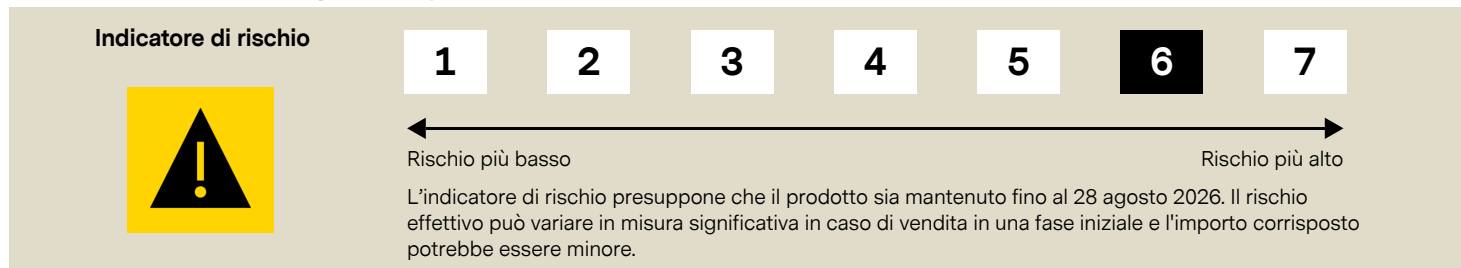 Indicatore di rischio
1 2 3 4 5 6 7
Rischio più basso Rischio più alto
L'indicatore di rischio presuppone che il prodotto sia mantenuto fino al 28 agosto 2026. Il rischio
effettivo può variare in misura significativa in caso di vendita in una fase iniziale e l'importo corrisposto
potrebbe essere minore.